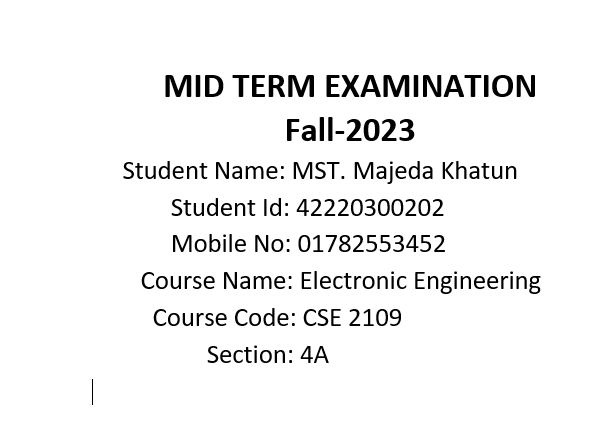 MID TERM EXAMINATION
Fall-2023
Student Name: MST. Majeda Khatun
Student Id: 42220300202
Mobile No: 01782553452
Course Name: Electronic Engineering
Course Code: CSE 2109
Section: 4A